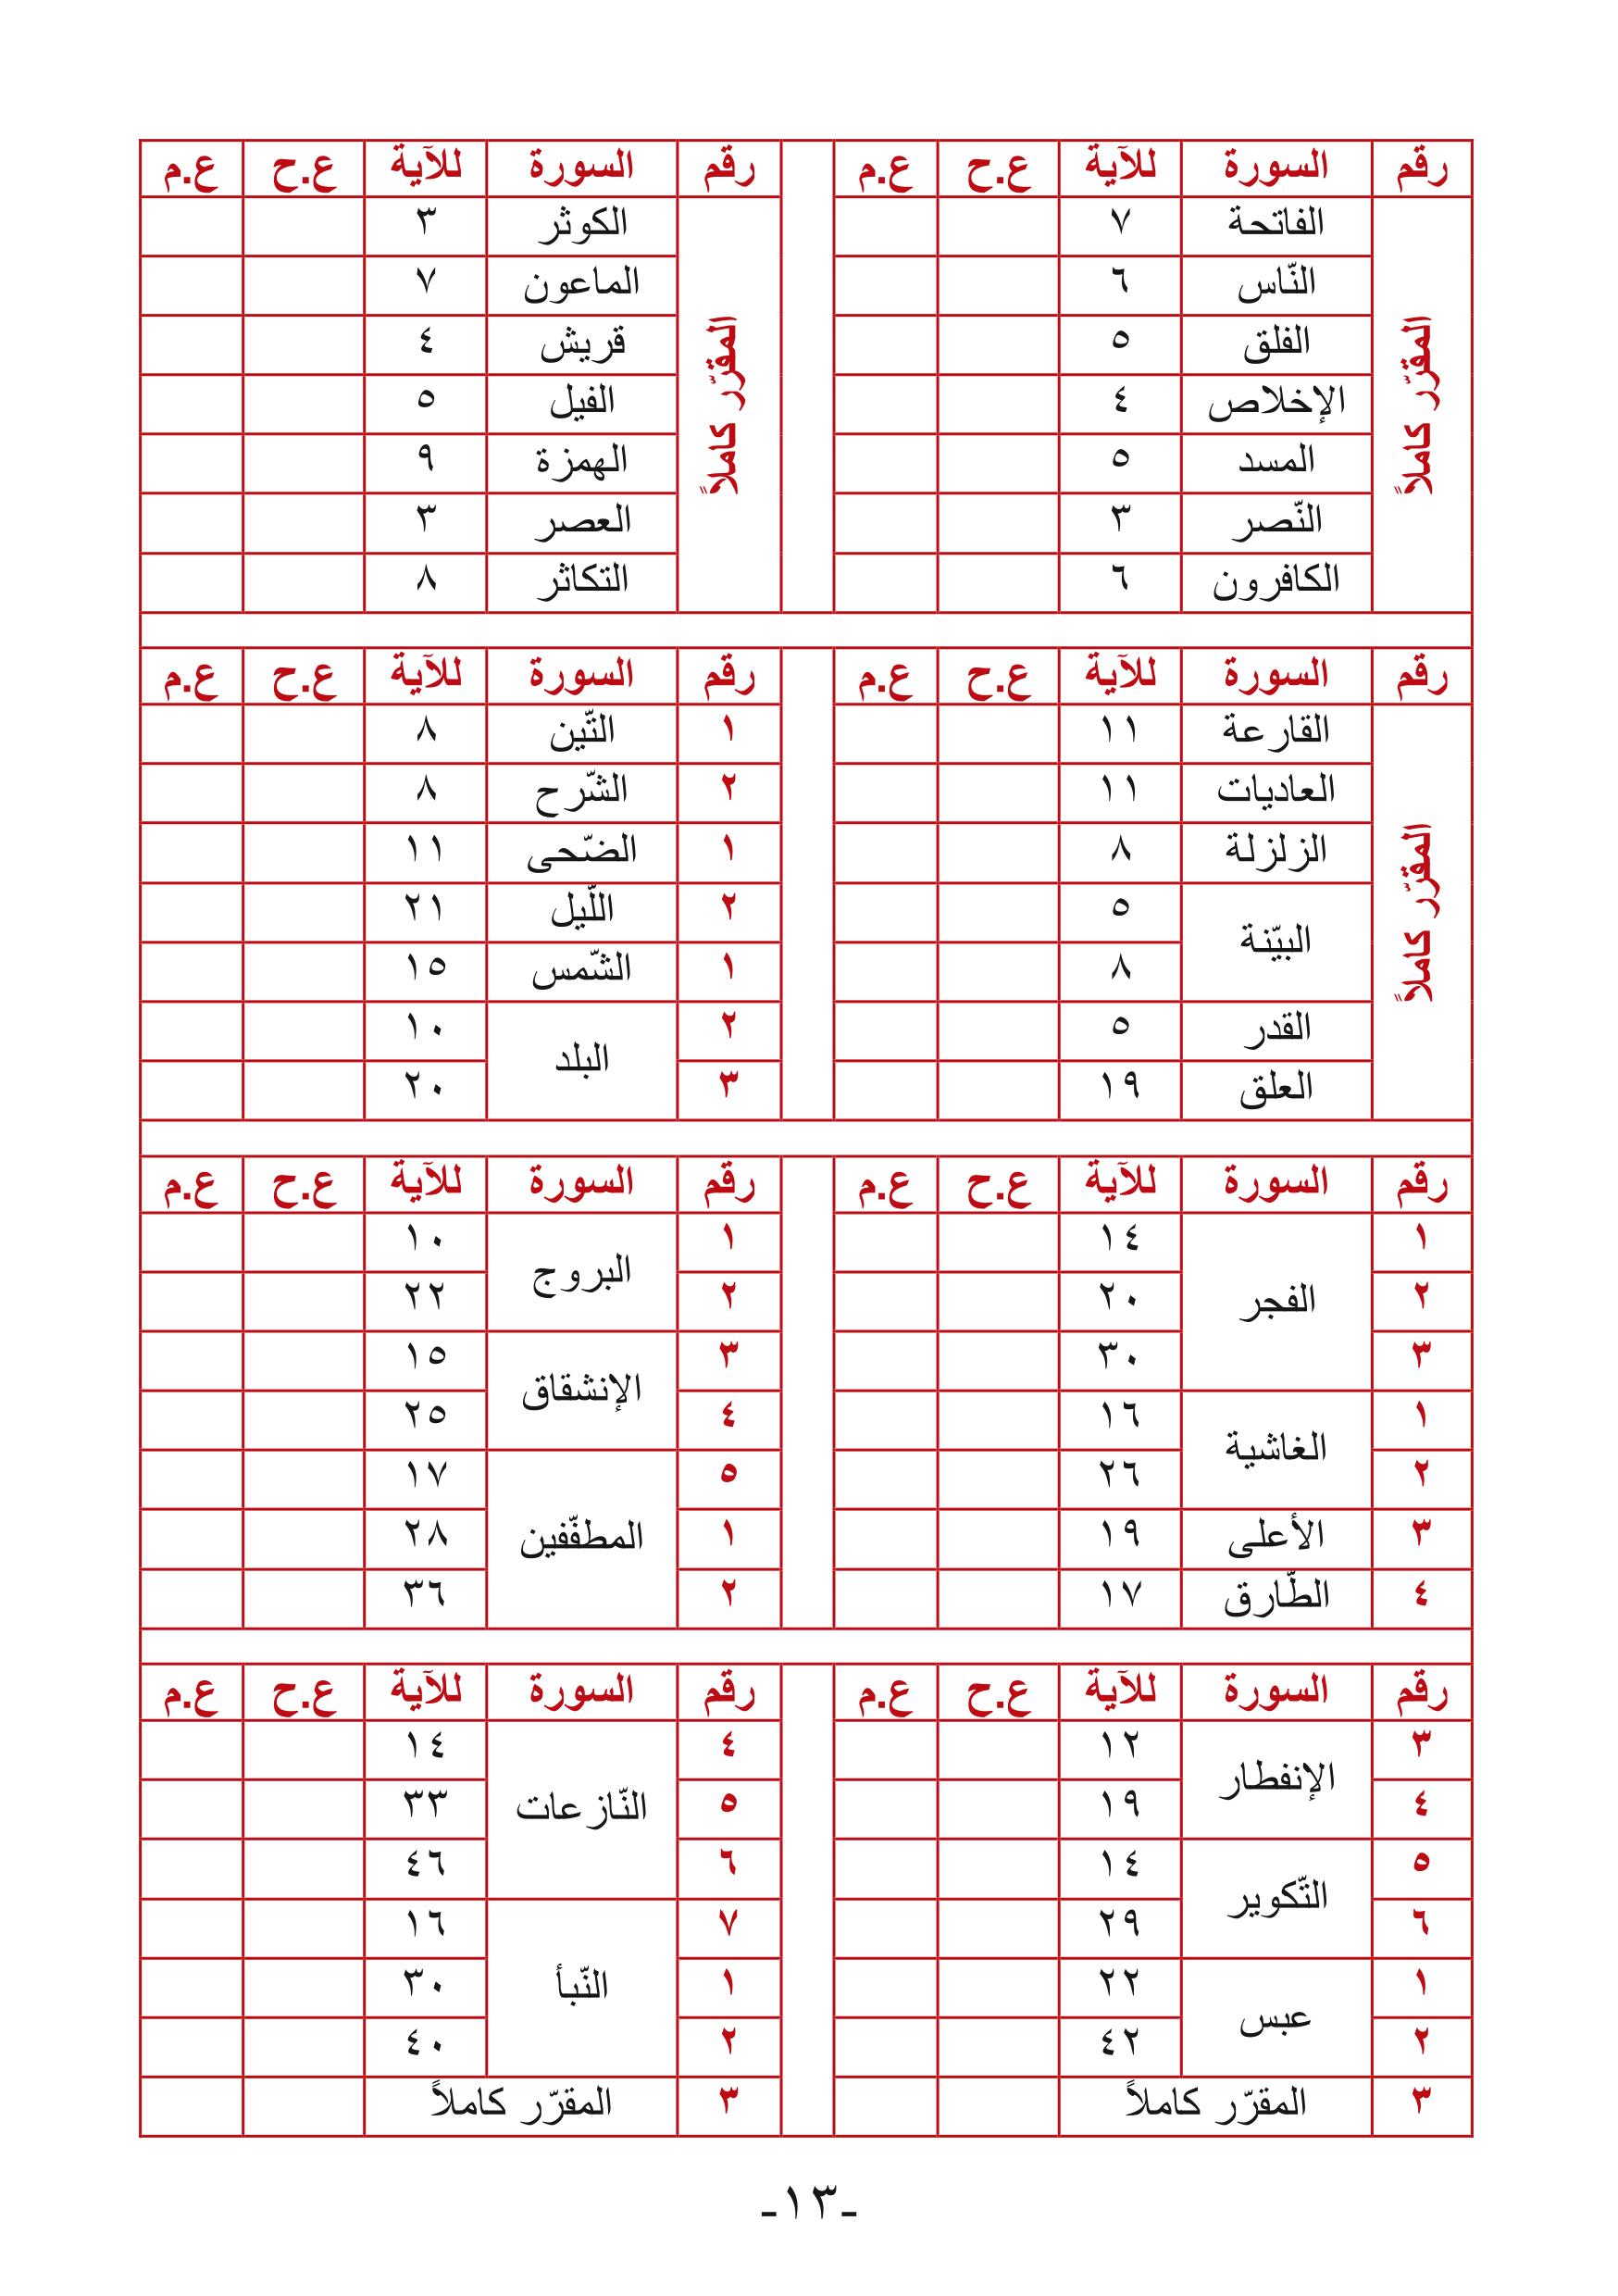 رقم السورة للآية ع.ح ع.م رقم السورة للآية ع.ح ع.م
المقرّر كاملاً الفاتحة ٧ المقرّر كاملاً الكوثر ٣
النّاس ٦ الماعون ٧
الفلق ٥ قريش ٤
الإخلاص ٤ الفيل ٥
المسد ٥ الهمزة ٩
النّصر ٣ العصر ٣
الكافرون ٦ التكاثر ٨
رقم السورة للآية ع.ح ع.م رقم السورة للآية ع.ح ع.م
المقرّر كاملاً القارعة ١١ ١ التّين ٨
العاديات ١١ ٢ الشّرح ٨
الزلزلة ٨ ١ الضّحى ١١
البيّنة ٥ ٢ اللّيل ٢١
٨ ١ الشّمس ١٥
القدر ٥ ٢ البلد ١٠
العلق ١٩ ٣ ٢٠
رقم السورة للآية ع.ح ع.م رقم السورة للآية ع.ح ع.م
١ الفجر ١٤ ١ البروج ١٠
٢ ٢٠ ٢ ٢٢
٣ ٣٠ ٣ الإنشقاق ١٥
١ الغاشية ١٦ ٤ ٢٥
٢ ٢٦ ٥ المطفّفين ١٧
٣ الأعلى ١٩ ١ ٢٨
٤ الطّارق ١٧ ٢ ٣٦
رقم السورة للآية ع.ح ع.م رقم السورة للآية ع.ح ع.م
٣ الإنفطار ١٢ ٤ النّازعات ١٤
٤ ١٩ ٥ ٣٣
٥ التّكوير ١٤ ٦ ٤٦
٦ ٢٩ ٧ النّبأ ١٦
١ عبس ٢٢ ١ ٣٠
٢ ٤٢ ٢ ٤٠
٣ المقرّر كاملاً ٣ المقرّر كاملاً
-١٣-